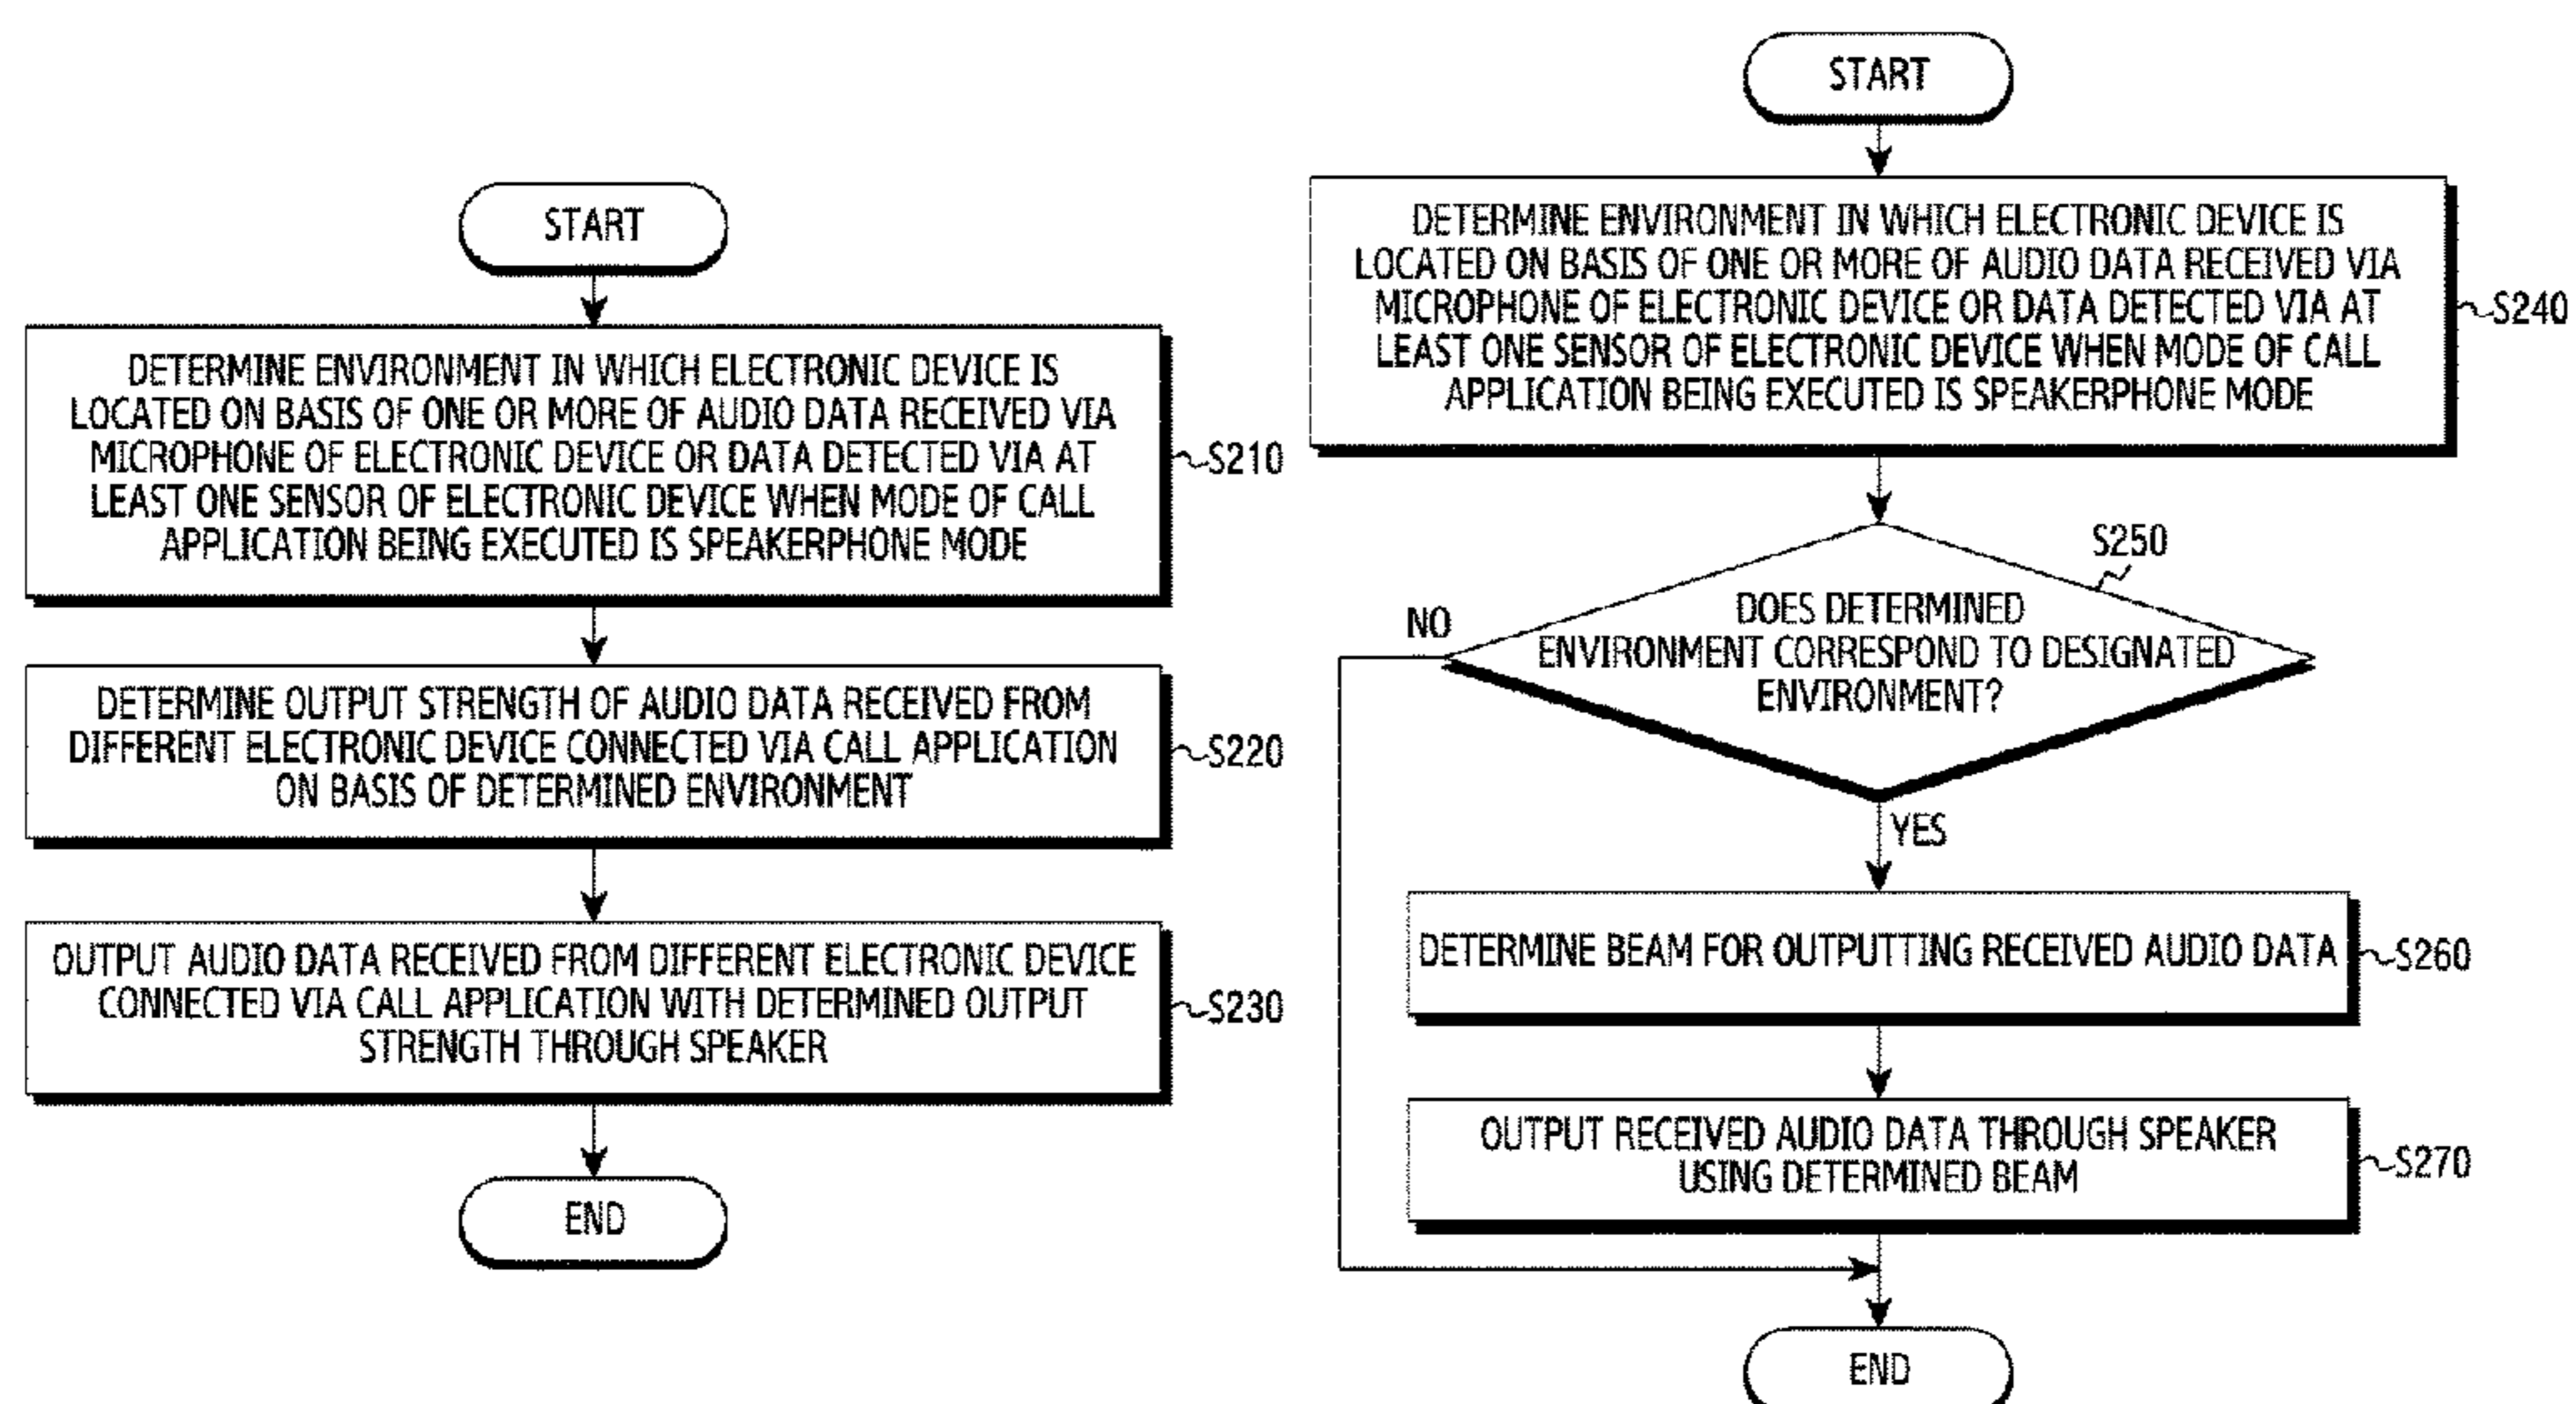 START
DETERMINE ENVIRONMENT IN WHICH ELECTRONIC DEVICE IS
LOCATED ON BASIS OF ONE OR MORE OF AUDIO DATA RECEIVED VIA
MICROPHONE OF ELECTRONIC DEVICE OR DATA DETECTED VIA AT
LEAST ONE SENSOR OF ELECTRONIC DEVICE WHEN MODE OF CALL
APPLICATION BEING EXECUTED IS SPEAKERPHONE MODE
S210
DETERMINE OUTPUT STRENGTH OF AUDIO DATA RECEIVED FROM
DIFFERENT ELECTRONIC DEVICE CONNECTED VIA CALL APPLICATION
ON BASIS OF DETERMINED ENVIRONMENT
S220
OUTPUT AUDIO DATA RECEIVED FROM DIFFERENT ELECTRONIC DEVICE
CONNECTED VIA CALL APPLICATION WITH DETERMINED OUTPUT
STRENGTH THROUGH SPEAKER
S230
END
START
DETERMINE ENVIRONMENT IN WHICH ELECTRONIC DEVICE IS
LOCATED ON BASIS OF ONE OR MORE OF AUDIO DATA RECEIVED VIA
MICROPHONE OF ELECTRONIC DEVICE OR DATA DETECTED VIA AT
LEAST ONE SENSOR OF ELECTRONIC DEVICE WHEN MODE OF CALL
APPLICATION BEING EXECUTED IS SPEAKERPHONE MODE
S240
S250
DOES DETERMINED
ENVIRONMENT CORRESPOND TO DESIGNATED
ENVIRONMENT?
NO
YES
DETERMINE BEAM FOR OUTPUTTING RECEIVED AUDIO DATA
S260
OUTPUT RECEIVED AUDIO DATA THROUGH SPEAKER
USING DETERMINED BEAM
S270
END